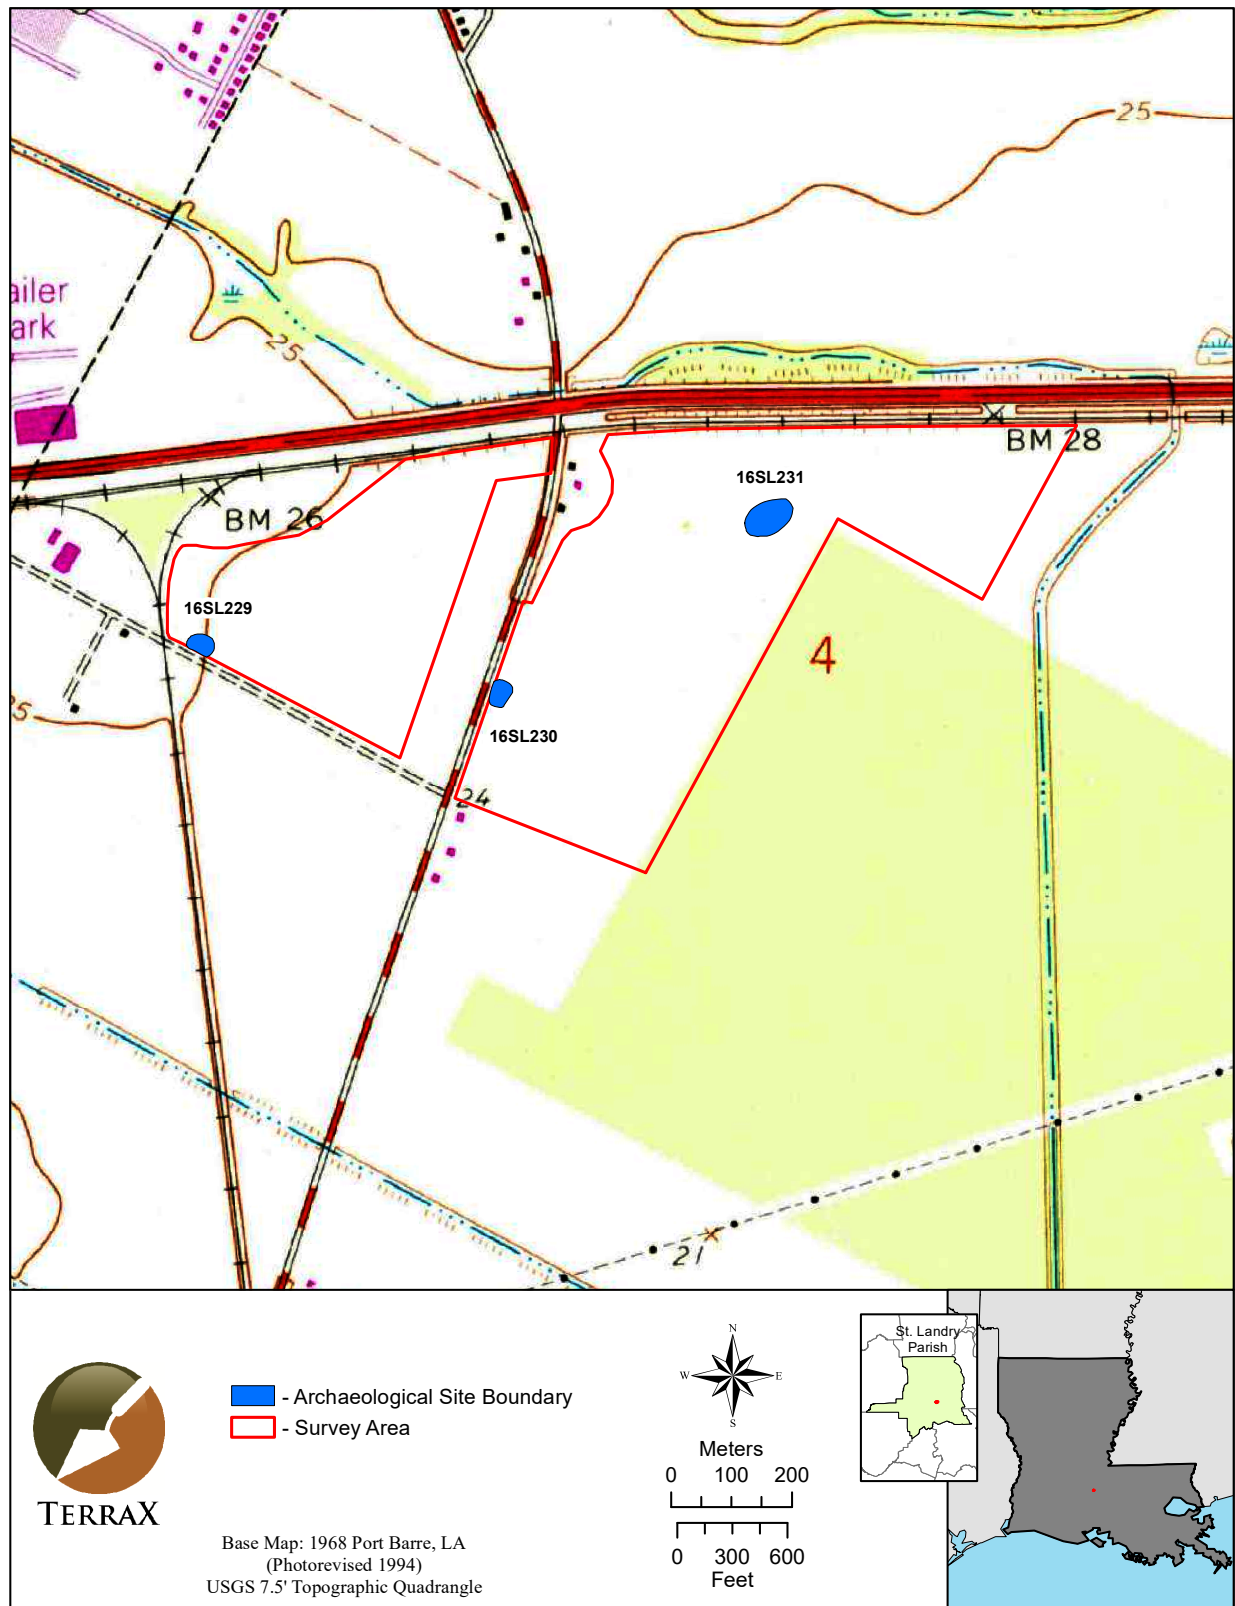 25
ailer
ark
25
BM 28
16SL231
BM 26
16SL229
4
25
16SL230
24
21
St. Landry
Parish
N
W E
S
- Archaeological Site Boundary
- Survey Area
Meters
0 100 200
0 300 600
Feet
TERRAX
Base Map: 1968 Port Barre, LA
(Photorevised 1994)
USGS 7.5' Topographic Quadrangle